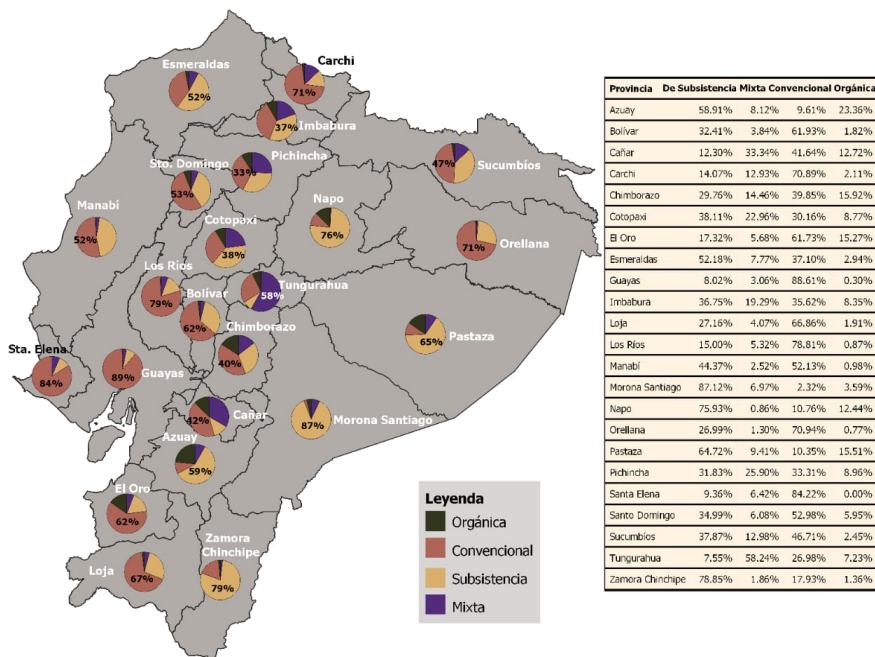 Esmeraldas
52%
Carchi
71%
37%
Imbabura
Pichincha
33%
Sto. Domingo
53%
47%
Sucumbíos
Manabí
52%
Cotopaxi
38%
Napo
76%
71%
Orellana
Los Ríos
79%
Bolívar
62%
Tungurahua
58%
Chimborazo
40%
65%
Pastaza
Sta. Elena
84%
89%
Guayas
42%
Cañar
87%
Morona Santiago
Azuay
59%
El Oro
62%
Loja
67%
Zamora
Chinchipe
79%
Leyenda
Orgánica
Convencional
Subsistencia
Mixta
Provincia De Subsistencia Mixta Convencional Orgánica
Azuay 58.91% 8.12% 9.61% 23.36%
Bolívar 32.41% 3.84% 61.93% 1.82%
Cañar 12.30% 33.34% 41.64% 12.72%
Carchi 14.07% 12.93% 70.89% 2.11%
Chimborazo 29.76% 14.46% 39.85% 15.92%
Cotopaxi 38.11% 22.96% 30.16% 8.77%
El Oro 17.32% 5.68% 61.73% 15.27%
Esmeraldas 52.18% 7.77% 37.10% 2.94%
Guayas 8.02% 3.06% 88.61% 0.30%
Imbabura 36.75% 19.29% 35.62% 8.35%
Loja 27.16% 4.07% 66.86% 1.91%
Los Ríos 15.00% 5.32% 78.81% 0.87%
Manabí 44.37% 2.52% 52.13% 0.98%
Morona Santiago 87.12% 6.97% 2.32% 3.59%
Napo 75.93% 0.86% 10.76% 12.44%
Orellana 26.99% 1.30% 70.94% 0.77%
Pastaza 64.72% 9.41% 10.35% 15.51%
Pichincha 31.83% 25.90% 33.31% 8.96%
Santa Elena 9.36% 6.42% 84.22% 0.00%
Santo Domingo 34.99% 6.08% 52.98% 5.95%
Sucumbíos 37.87% 12.98% 46.71% 2.45%
Tungurahua 7.55% 58.24% 26.98% 7.23%
Zamora Chinchipe 78.85% 1.86% 17.93% 1.36%